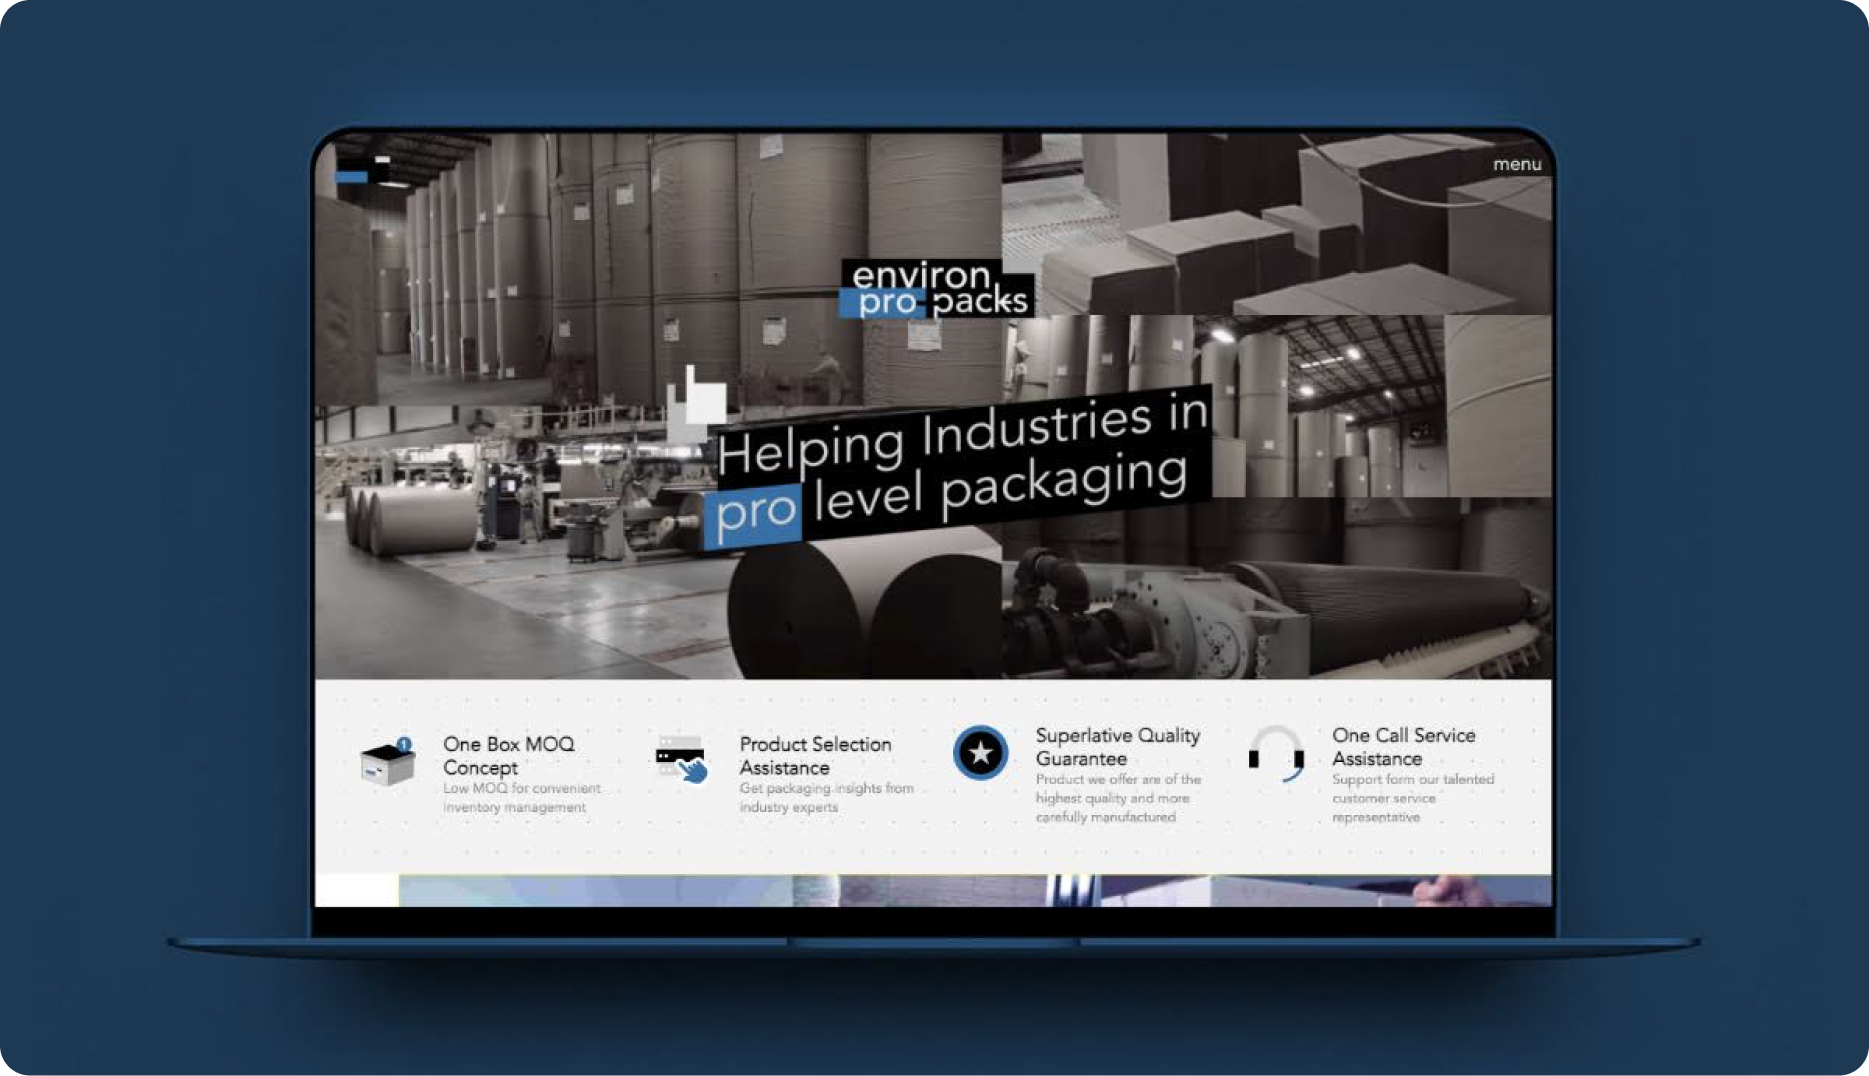 menu
environ
pro packs
Helping Industries in
pro level packaging
1
One Box MOQ
Concept
Low MOQ for convenient
inventory management
Product Selection
Assistance
Get packaging insights from
industry experts
Superlative Quality
Guarantee
Product we offer are of the
highest quality and more
carefully manufactured
One Call Service
Assistance
Support form our talented
customer service
representative